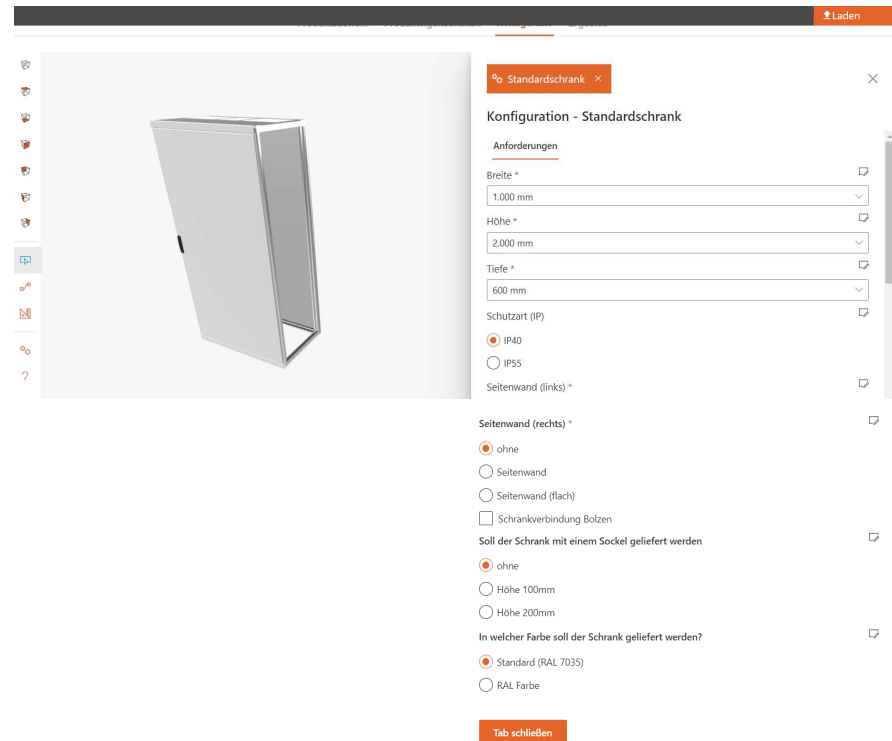 Laden
Standardschrank
Konfiguration - Standardschrank
Anforderungen
Breite *
1.000 mm
Höhe *
2.000 mm
Tiefe *
600 mm
Schutzart (IP)
IP40
IP55
Seitenwand (links) *
Seitenwand (rechts) *
ohne
Seitenwand
Seitenwand (flach)
Schrankverbindung Bolzen
Soll der Schrank mit einem Sockel geliefert werden
ohne
Höhe 100mm
Höhe 200mm
In welcher Farbe soll der Schrank geliefert werden?
Standard (RAL 7035)
RAL Farbe
Tab schließen